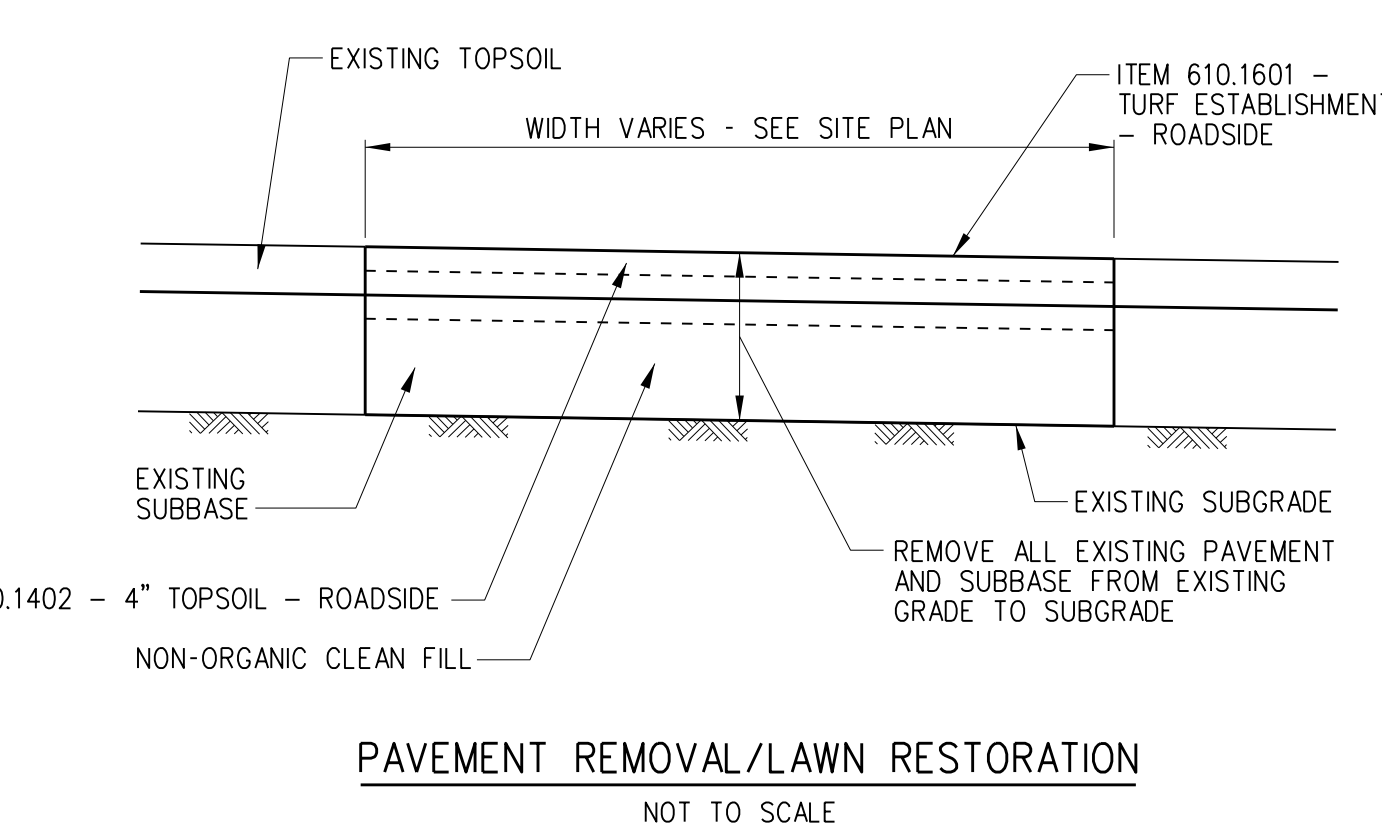 EXISTING TOPSOIL
ITEM 610.1601 –
TURF ESTABLISHMENT
– ROADSIDE
WIDTH VARIES - SEE SITE PLAN
EXISTING
SUBBASE
EXISTING SUBGRADE
REMOVE ALL EXISTING PAVEMENT
AND SUBBASE FROM EXISTING
GRADE TO SUBGRADE
0.1402 – 4" TOPSOIL – ROADSIDE
NON-ORGANIC CLEAN FILL
PAVEMENT REMOVAL/LAWN RESTORATION
NOT TO SCALE